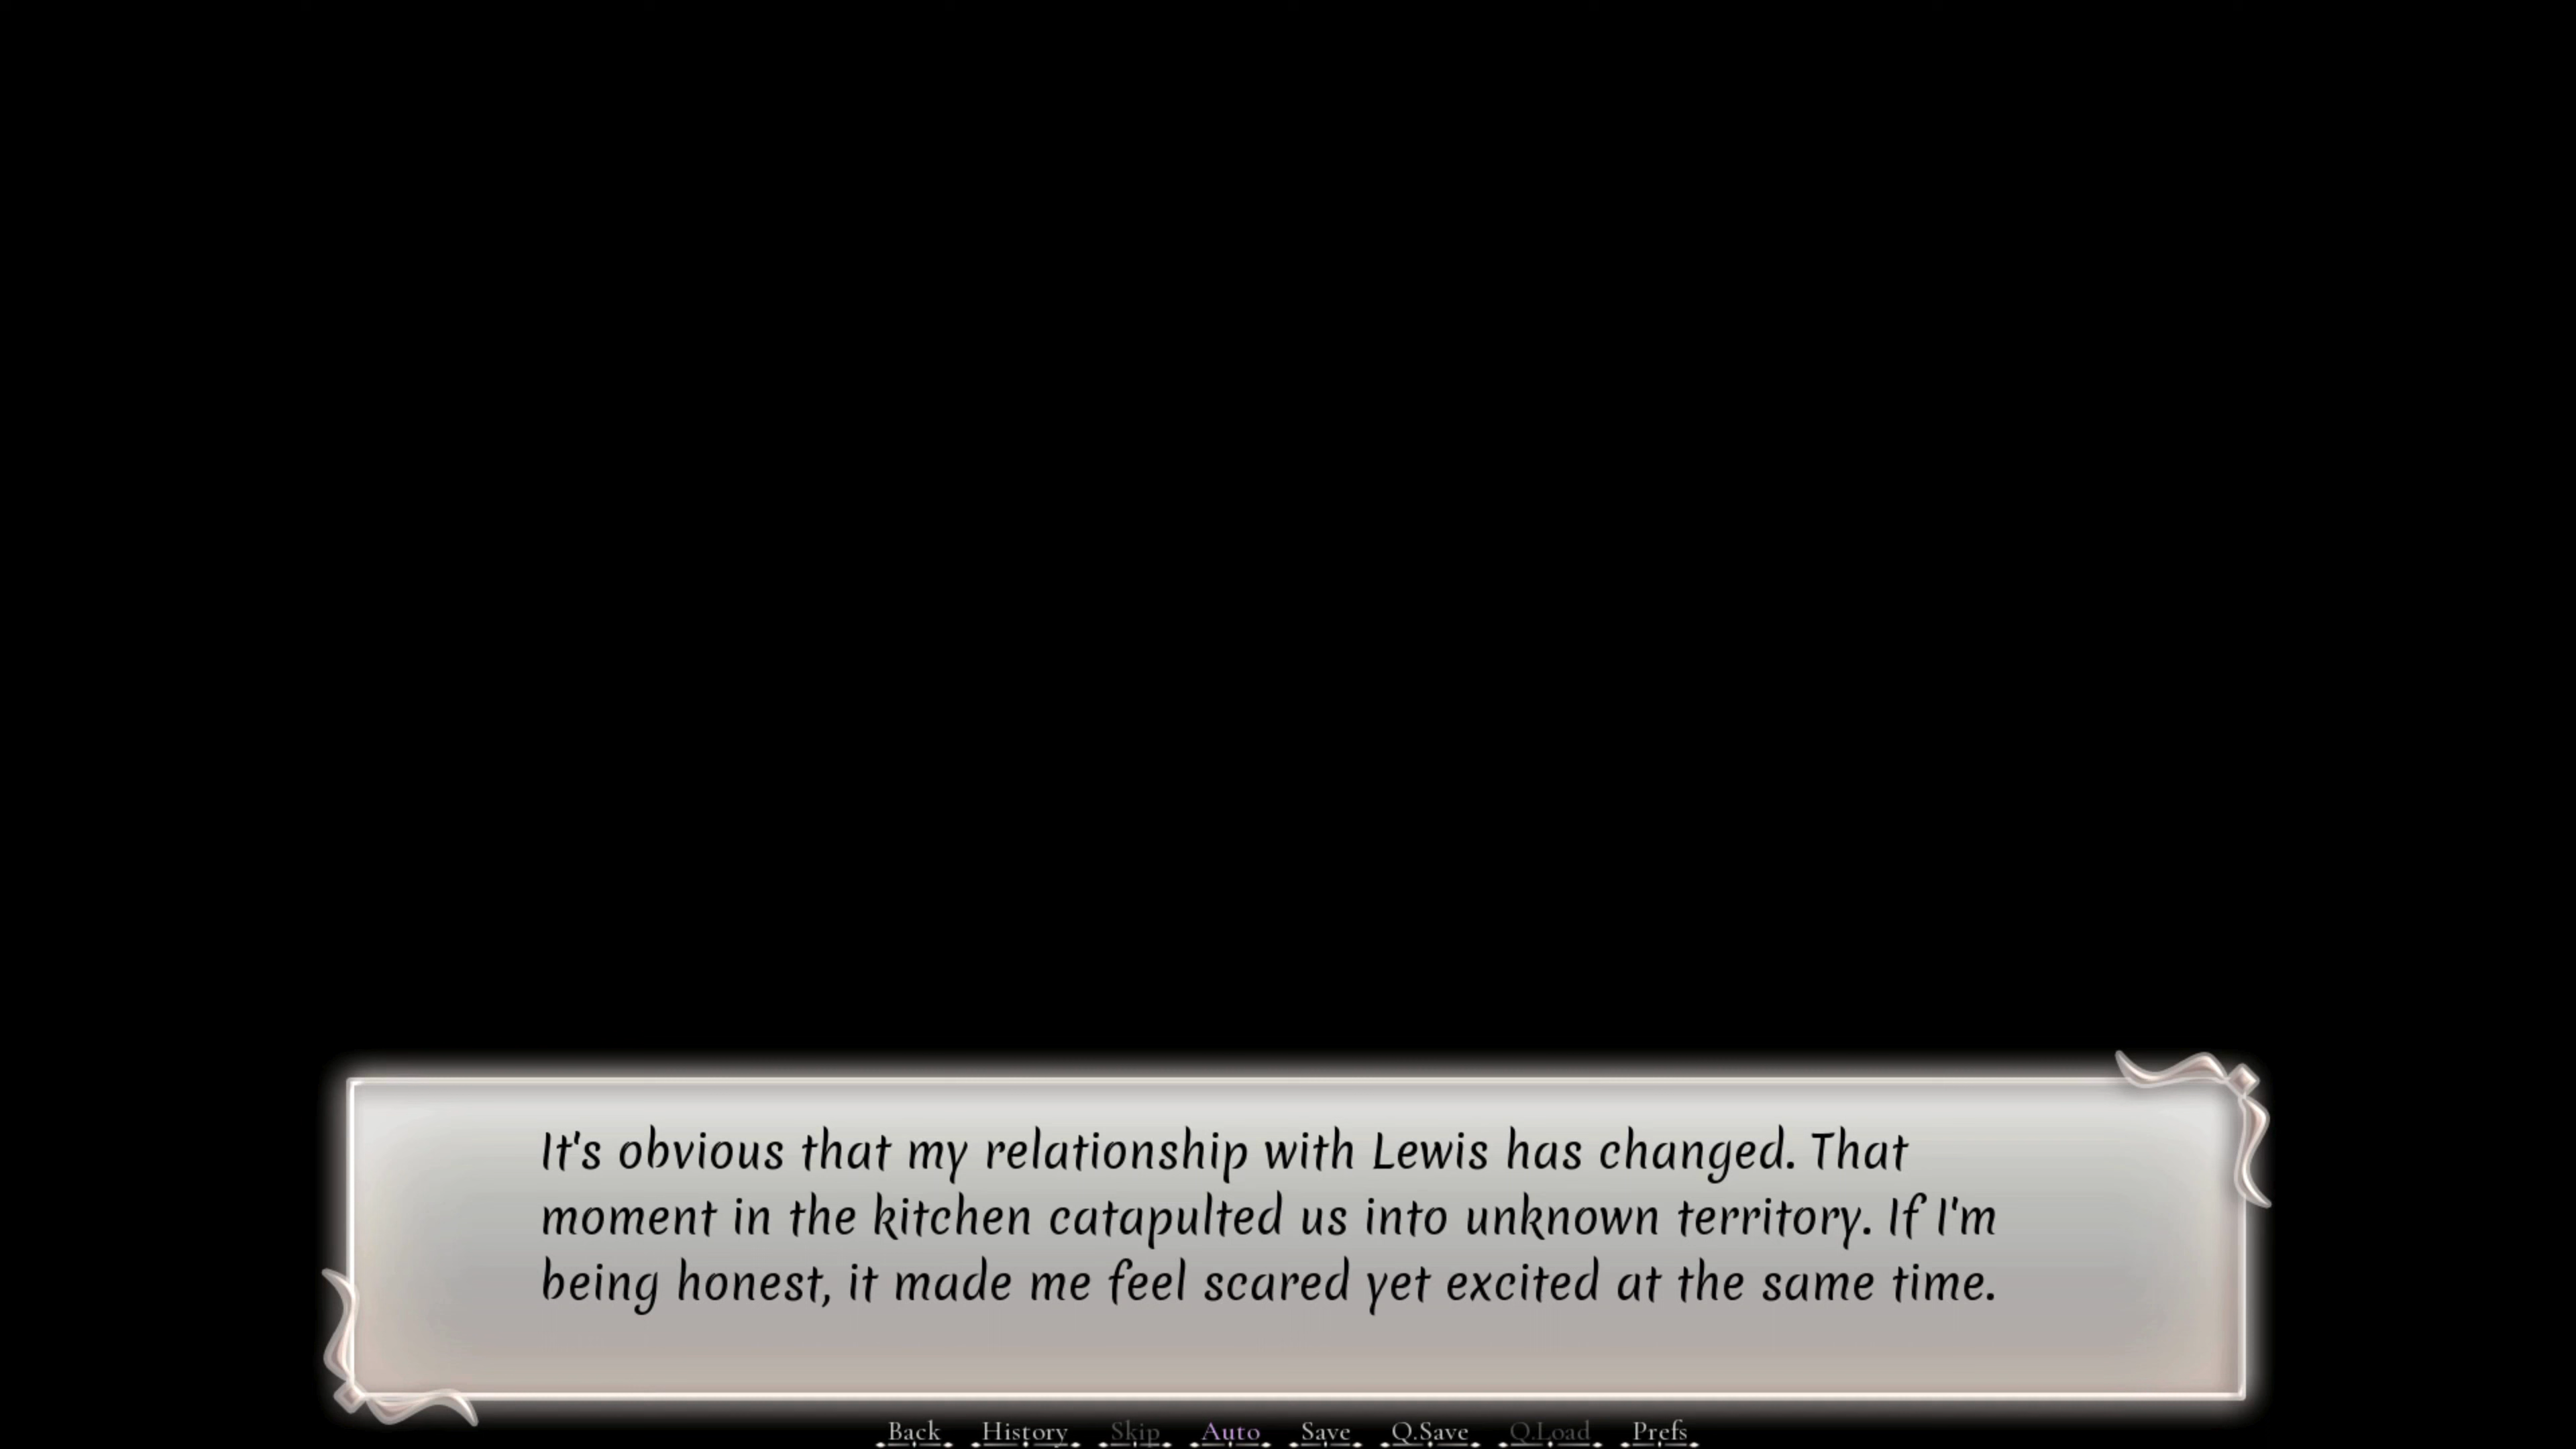 It's obvious that my relationship with Lewis has changed. That
moment in the kitchen catapulted us into unknown territory. If I'm
being honest, it made me feel scared yet excited at the same time.
Back History Skip Auto Save Q.Save Q.Load Prefs